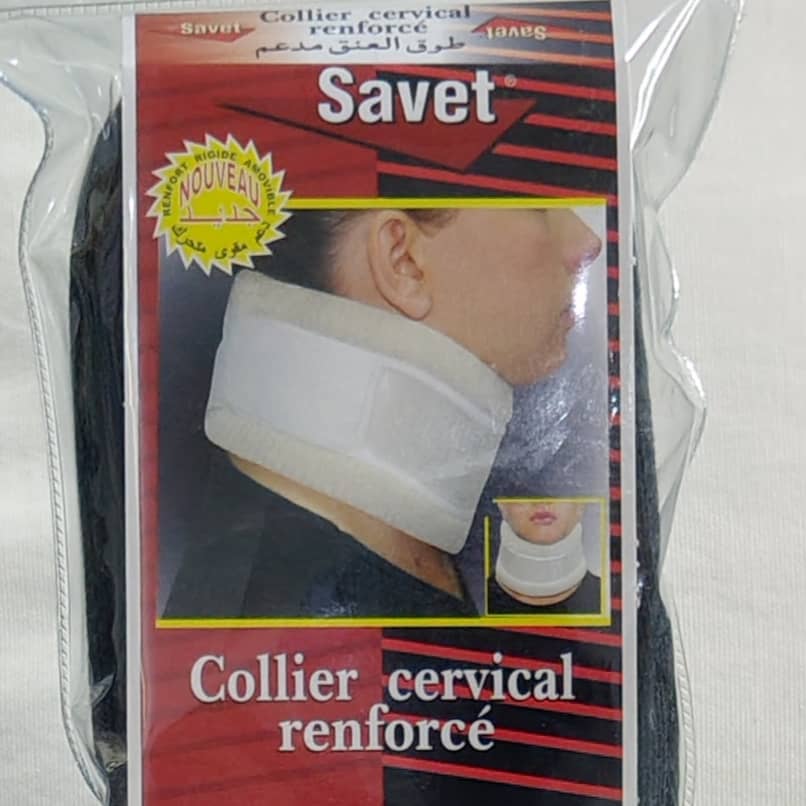 Collier cervical
renforcé
طوق العنق مدعم
Savet
Savet
Savet®
RENFORT RIGIDE AMOVIBLE
NOUVEAU
جديد
Collier cervical
renforcé